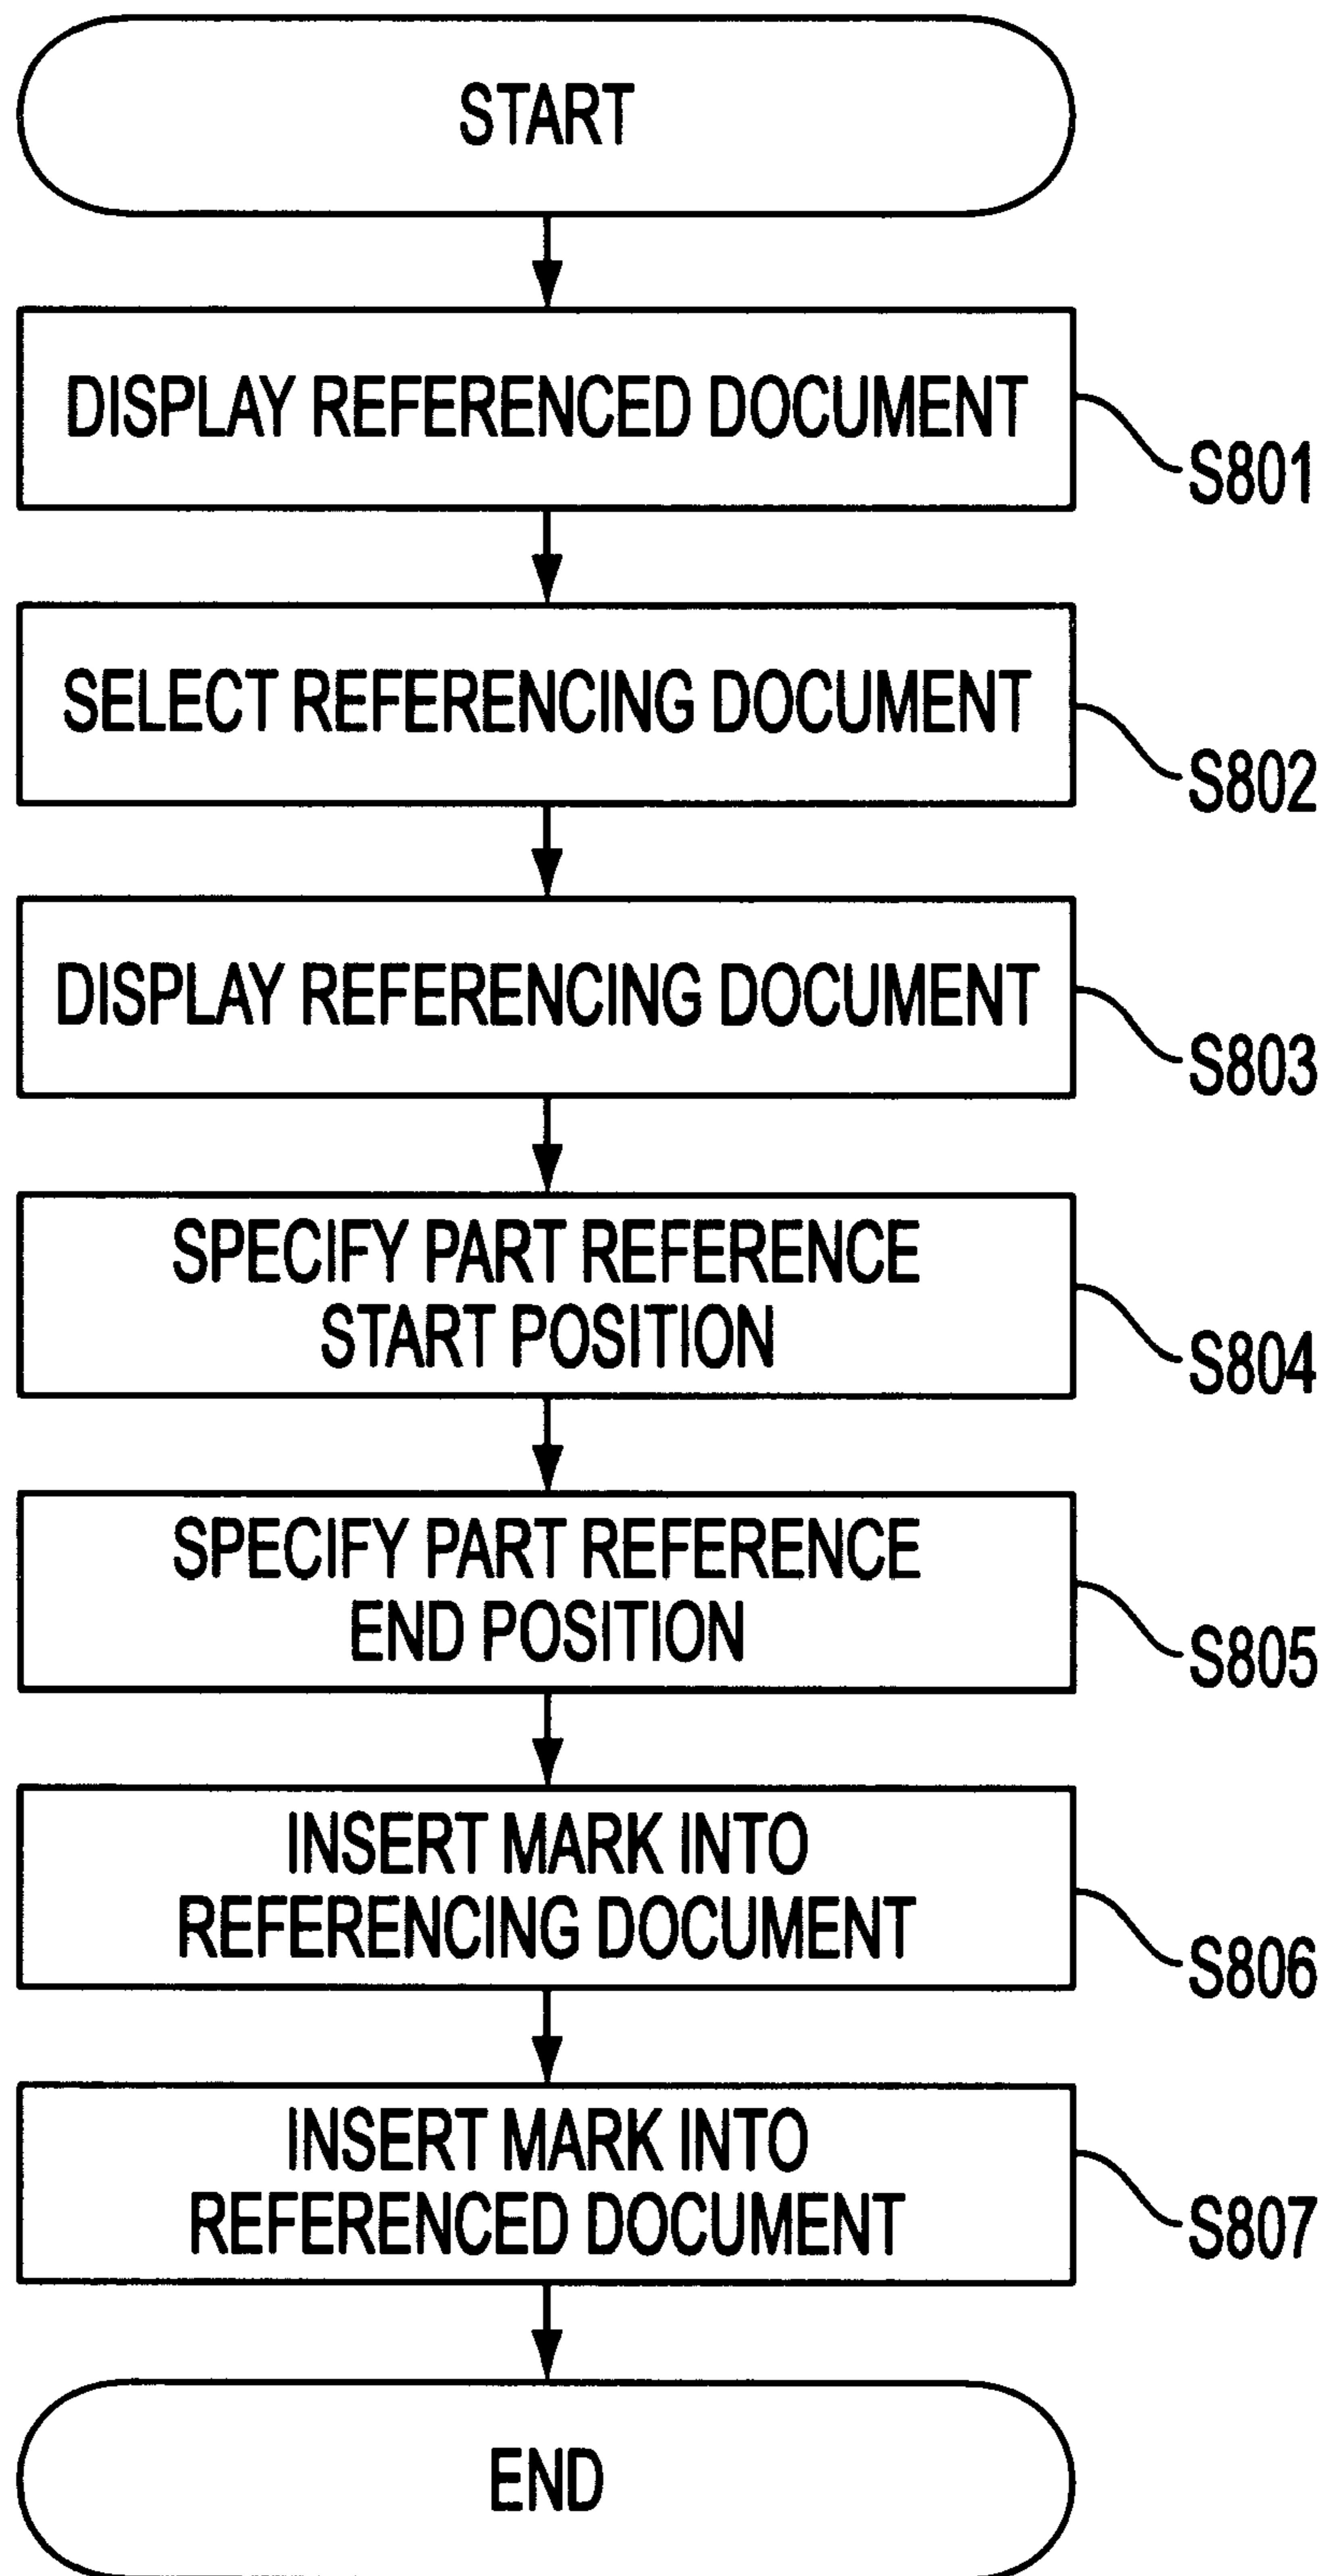 START
DISPLAY REFERENCED DOCUMENT
S801
SELECT REFERENCING DOCUMENT
S802
DISPLAY REFERENCING DOCUMENT
S803
SPECIFY PART REFERENCE
START POSITION
S804
SPECIFY PART REFERENCE
END POSITION
S805
INSERT MARK INTO
REFERENCING DOCUMENT
S806
INSERT MARK INTO
REFERENCED DOCUMENT
S807
END